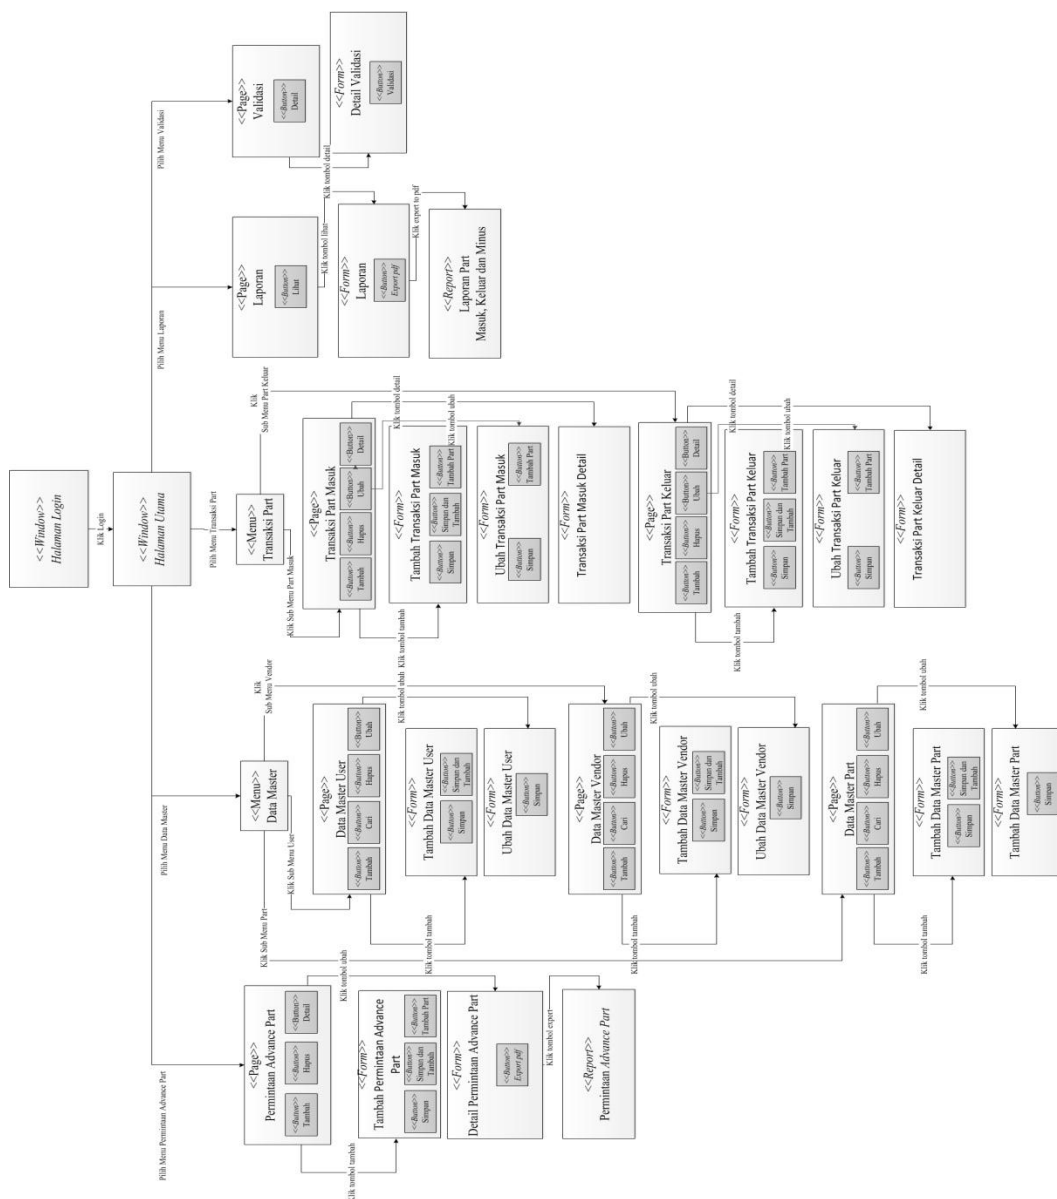 <<Window>>
Halaman Login
Klik Login
<<Window>>
Halaman Utama
Pilih Menu Permintaan Advance Part
Pilih Menu Data Master
Pilih Menu Transaksi Part
Pilih Menu Laporan
Pilih Menu Validasi
<<Page>>
Permintaan Advance Part
<<Button>>
Tambah
<<Button>>
Hapus
<<Button>>
Detail
Klik tombol tambah
Klik tombol ubah
<<Form>>
Tambah Permintaan Advance
Part
<<Button>>
Simpan
<<Button>>
Simpan dan
Tambah
<<Button>>
Tambah Part
<<Form>>
Detail Permintaan Advance Part
<<Button>>
Export pdf
Klik tombol export
<<Report>>
Permintaan Advance Part
<<Menu>>
Data Master
Klik Sub Menu Part
Klik Sub Menu User
Klik
Sub Menu Vendor
<<Page>>
Data Master User
<<Button>>
Tambah
<<Button>>
Cari
<<Button>>
Hapus
<<Button>>
Ubah
Klik tombol tambah
Klik tombol ubah
<<Form>>
Tambah Data Master User
<<Button>>
Simpan
<<Button>>
Simpan dan
Tambah
<<Form>>
Ubah Data Master User
<<Button>>
Simpan
<<Page>>
Data Master Vendor
<<Button>>
Tambah
<<Button>>
Cari
<<Button>>
Hapus
<<Button>>
Ubah
Klik tombol tambah
Klik tombol ubah
<<Form>>
Tambah Data Master Vendor
<<Button>>
Simpan
<<Button>>
Simpan dan
Tambah
<<Form>>
Ubah Data Master Vendor
<<Button>>
Simpan
<<Page>>
Data Master Part
<<Button>>
Tambah
<<Button>>
Cari
<<Button>>
Hapus
<<Button>>
Ubah
Klik tombol tambah
Klik tombol ubah
<<Form>>
Tambah Data Master Part
<<Button>>
Simpan
<<Button>>
Simpan dan
Tambah
<<Form>>
Tambah Data Master Part
<<Button>>
Simpan
<<Menu>>
Transaksi Part
Klik Sub Menu Part Masuk
Klik
Sub Menu Part Keluar
<<Page>>
Transaksi Part Masuk
<<Button>>
Tambah
<<Button>>
Hapus
<<Button>>
Ubah
<<Button>>
Detail
Klik tombol tambah
Klik tombol ubah
Klik tombol detail
<<Form>>
Tambah Transaksi Part Masuk
<<Button>>
Simpan
<<Button>>
Simpan dan
Tambah
<<Button>>
Tambah Part
<<Form>>
Ubah Transaksi Part Masuk
<<Button>>
Simpan
<<Button>>
Tambah Part
<<Form>>
Transaksi Part Masuk Detail
<<Page>>
Transaksi Part Keluar
<<Button>>
Tambah
<<Button>>
Hapus
<<Button>>
Ubah
<<Button>>
Detail
Klik tombol tambah
Klik tombol ubah
Klik tombol detail
<<Form>>
Tambah Transaksi Part Keluar
<<Button>>
Simpan
<<Button>>
Simpan dan
Tambah
<<Button>>
Tambah Part
<<Form>>
Ubah Transaksi Part Keluar
<<Button>>
Simpan
<<Button>>
Tambah Part
<<Form>>
Transaksi Part Keluar Detail
<<Page>>
Laporan
<<Button>>
Lihat
Klik tombol lihat
<<Form>>
Laporan
<<Button>>
Export pdf
Klik export to pdf
<<Report>>
Laporan Part
Masuk, Keluar dan Minus
<<Page>>
Validasi
<<Button>>
Detail
Klik tombol detail
<<Form>>
Detail Validasi
<<Button>>
Validasi